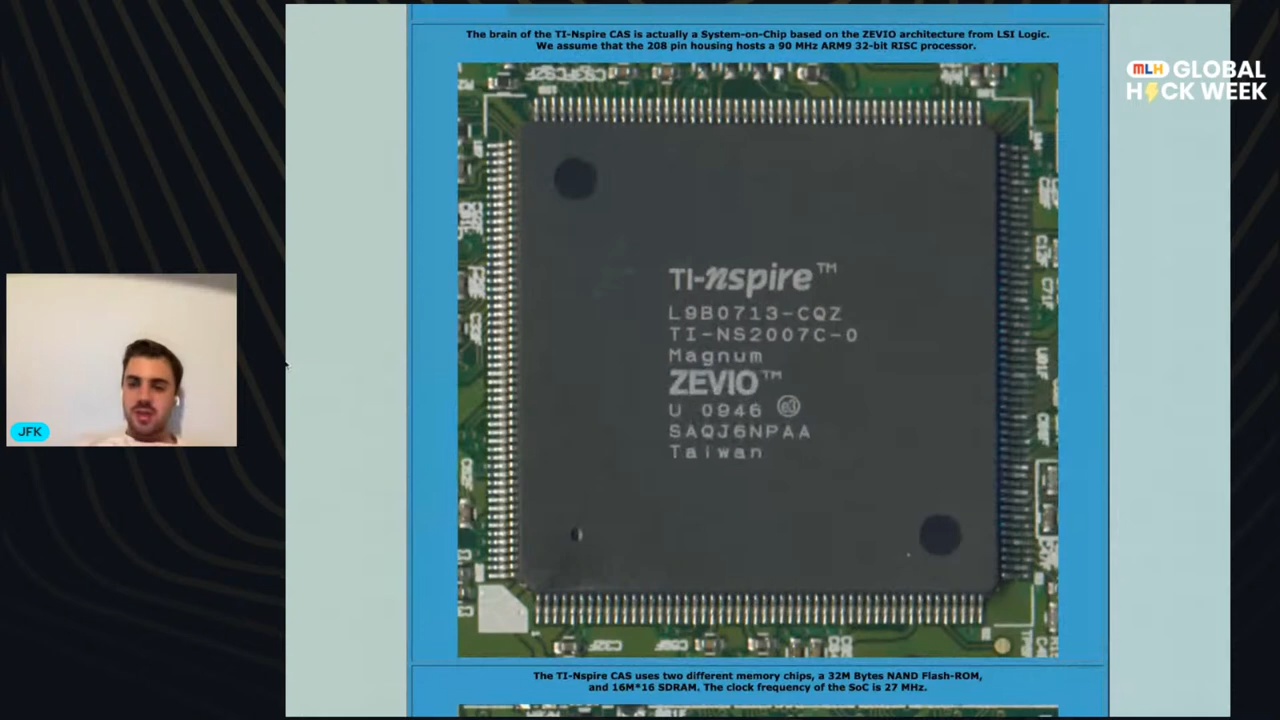 The brain of the TI-Nspire CAS is actually a System-on-Chip based on the ZEVIO architecture from LSI Logic.
We assume that the 208 pin housing hosts a 90 MHz ARM9 32-bit RISC processor.
MLH GLOBAL
HACK WEEK
TI-nspire™
L9B0713-CQZ
TI-NS2007C-0
Magnum
ZEVIO™
U 0946 e3
SAQJ6NPAA
Taiwan
JFK
The TI-Nspire CAS uses two different memory chips, a 32M Bytes NAND Flash-ROM,
and 16M*16 SDRAM. The clock frequency of the SoC is 27 MHz.